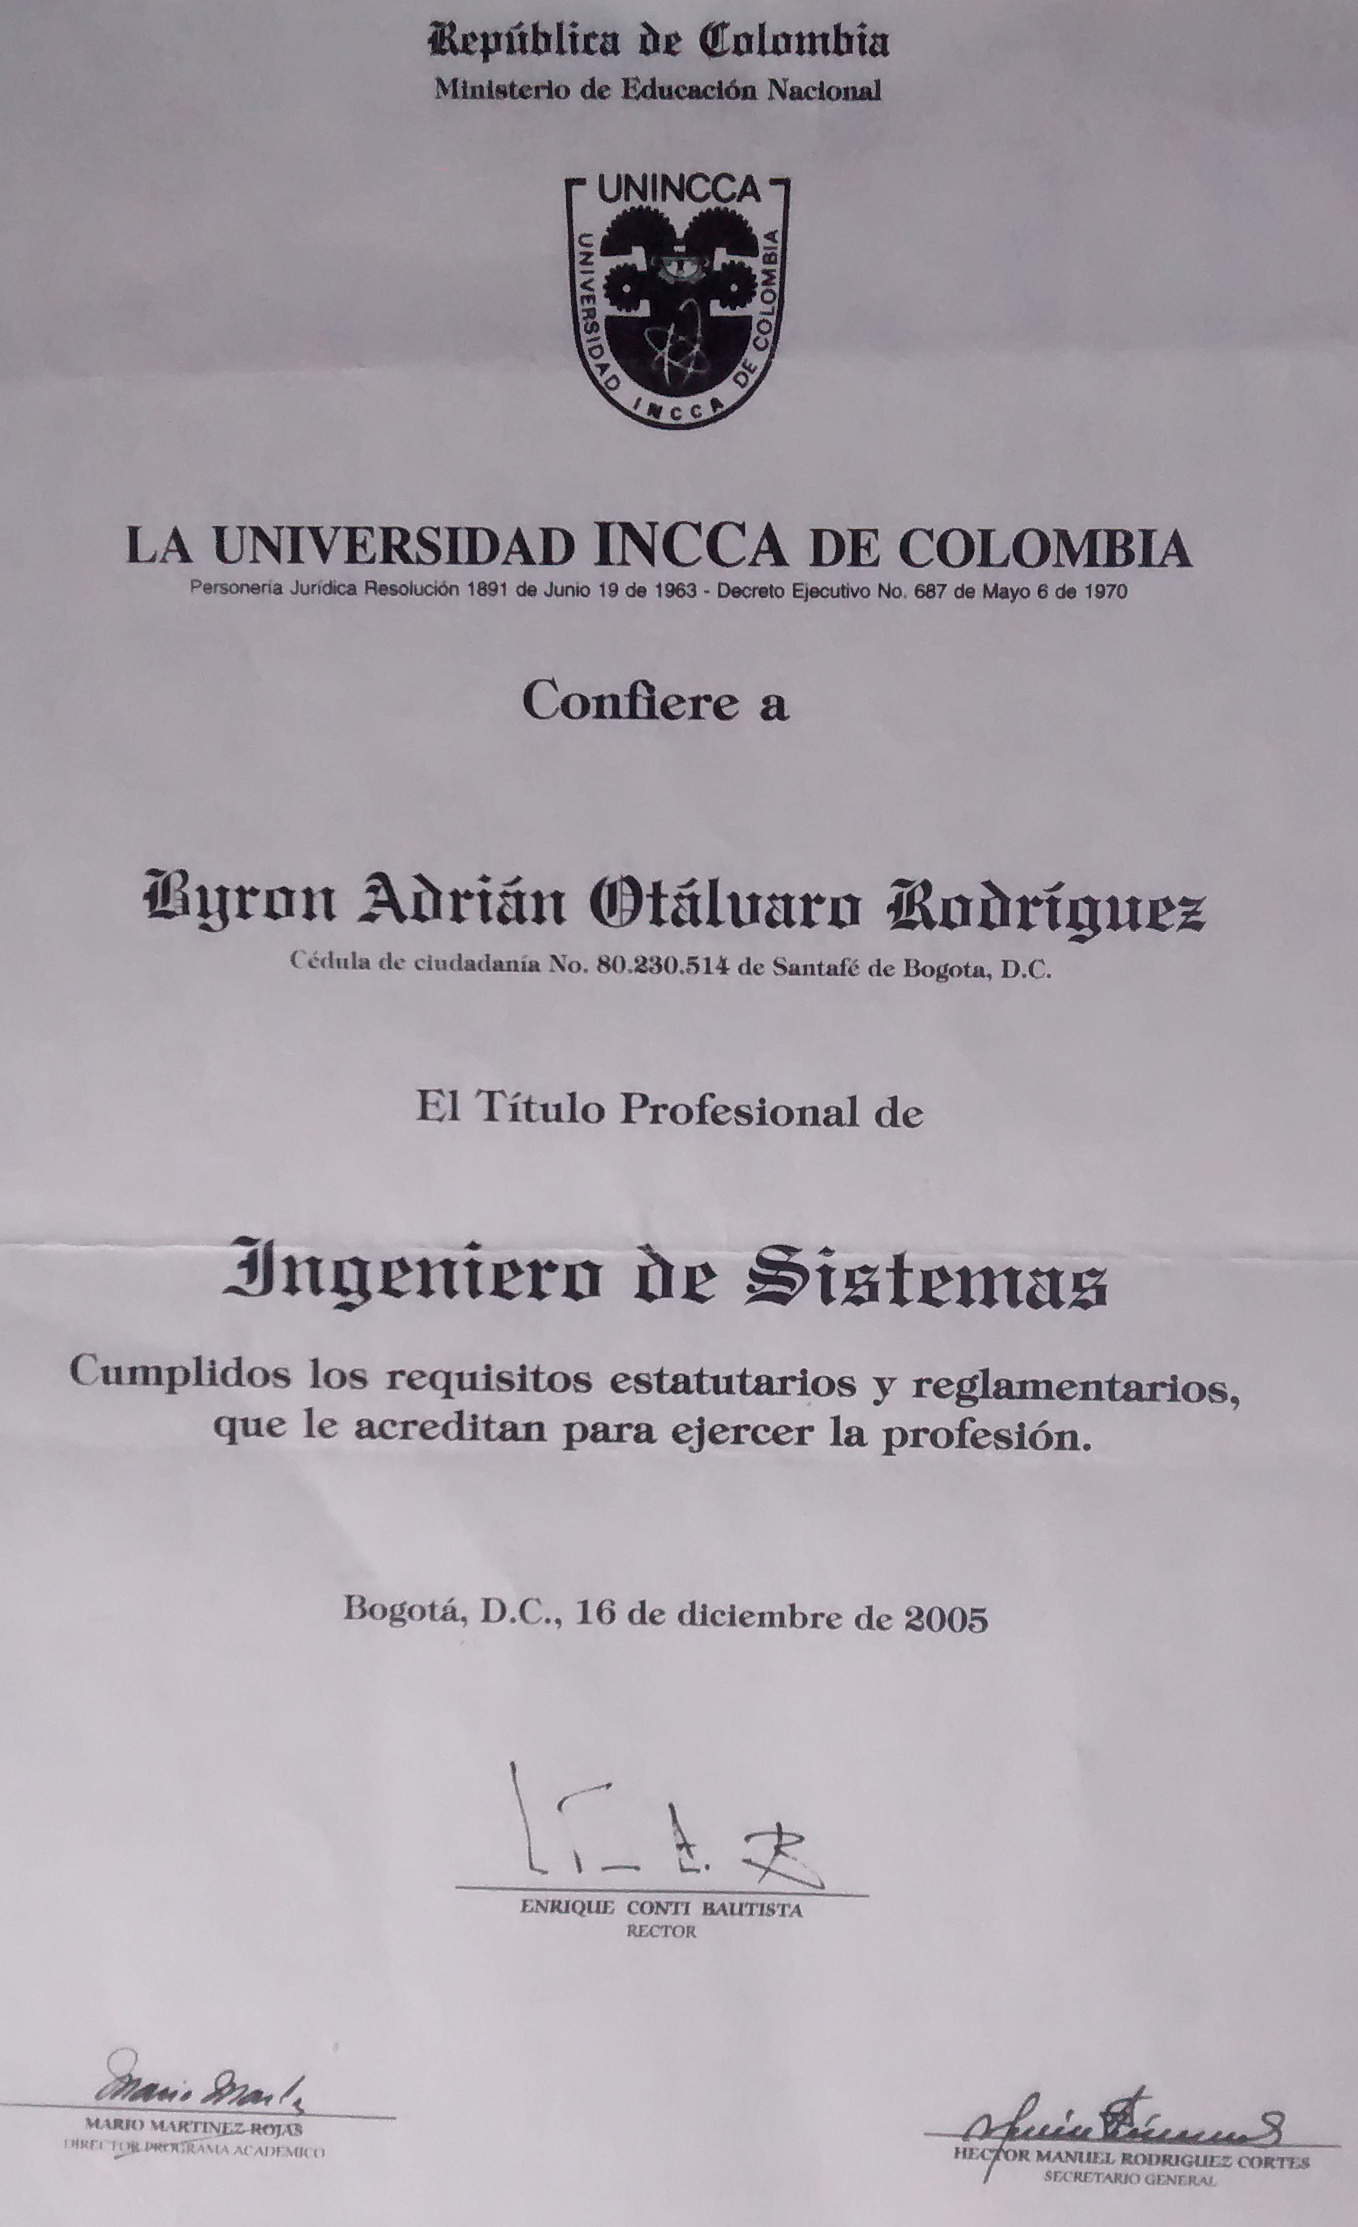 República de Colombia
Ministerio de Educación Nacional
UNINCCA
UNIVERSIDAD INCCA DE COLOMBIA
LA UNIVERSIDAD INCCA DE COLOMBIA
Personería Jurídica Resolución 1891 de Junio 19 de 1963 - Decreto Ejecutivo No. 687 de Mayo 6 de 1970
Confiere a
Byron Adrián Otálvaro Rodríguez
Cédula de ciudadanía No. 80.230.514 de Santafé de Bogota, D.C.
El Título Profesional de
Ingeniero de Sistemas
Cumplidos los requisitos estatutarios y reglamentarios,
que le acreditan para ejercer la profesión.
Bogotá, D.C., 16 de diciembre de 2005
ENRIQUE CONTI BAUTISTA
RECTOR
MARIO MARTINEZ ROJAS
DIRECTOR PROGRAMA ACADEMICO
HECTOR MANUEL RODRIGUEZ CORTES
SECRETARIO GENERAL